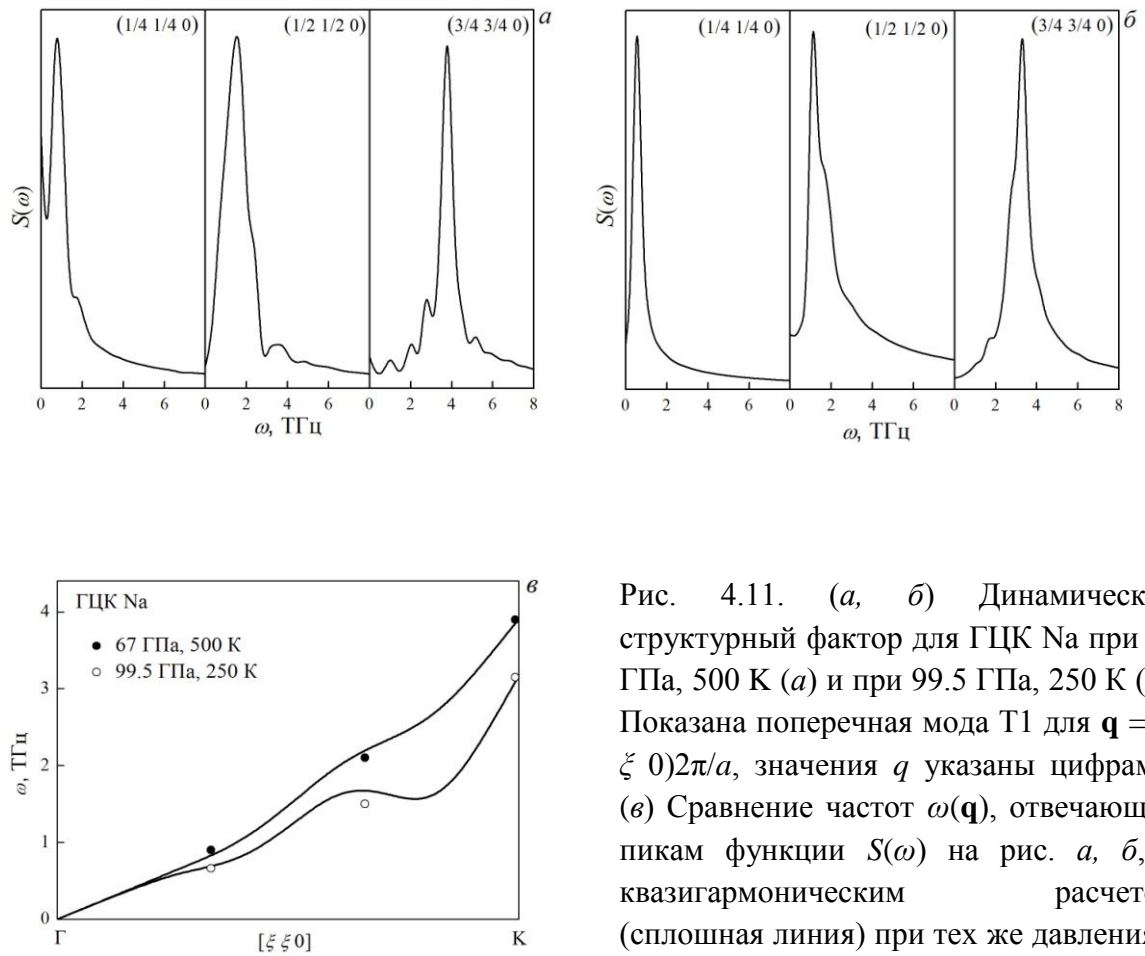 (1/4 1/4 0) (1/2 1/2 0) (3/4 3/4 0) а
S(ω)
0 2 4 6 0 2 4 6 0 2 4 6 8
ω, ТГц
(1/4 1/4 0) (1/2 1/2 0) (3/4 3/4 0) б
S(ω)
0 2 4 6 0 2 4 6 0 2 4 6 8
ω, ТГц
в
ГЦК Na
67 ГПа, 500 К
99.5 ГПа, 250 К
4
3
2
1
0
ω, ТГц
Γ [ξ ξ 0] K
Рис. 4.11. (а, б) Динамическ
структурный фактор для ГЦК Na при
ГПа, 500 K (а) и при 99.5 ГПа, 250 К (
Показана поперечная мода T1 для q =
ξ 0)2π/a, значения q указаны цифрам
(в) Сравнение частот ω(q), отвечающ
пикам функции S(ω) на рис. а, б,
квазигармоническим расчет
(сплошная линия) при тех же давления